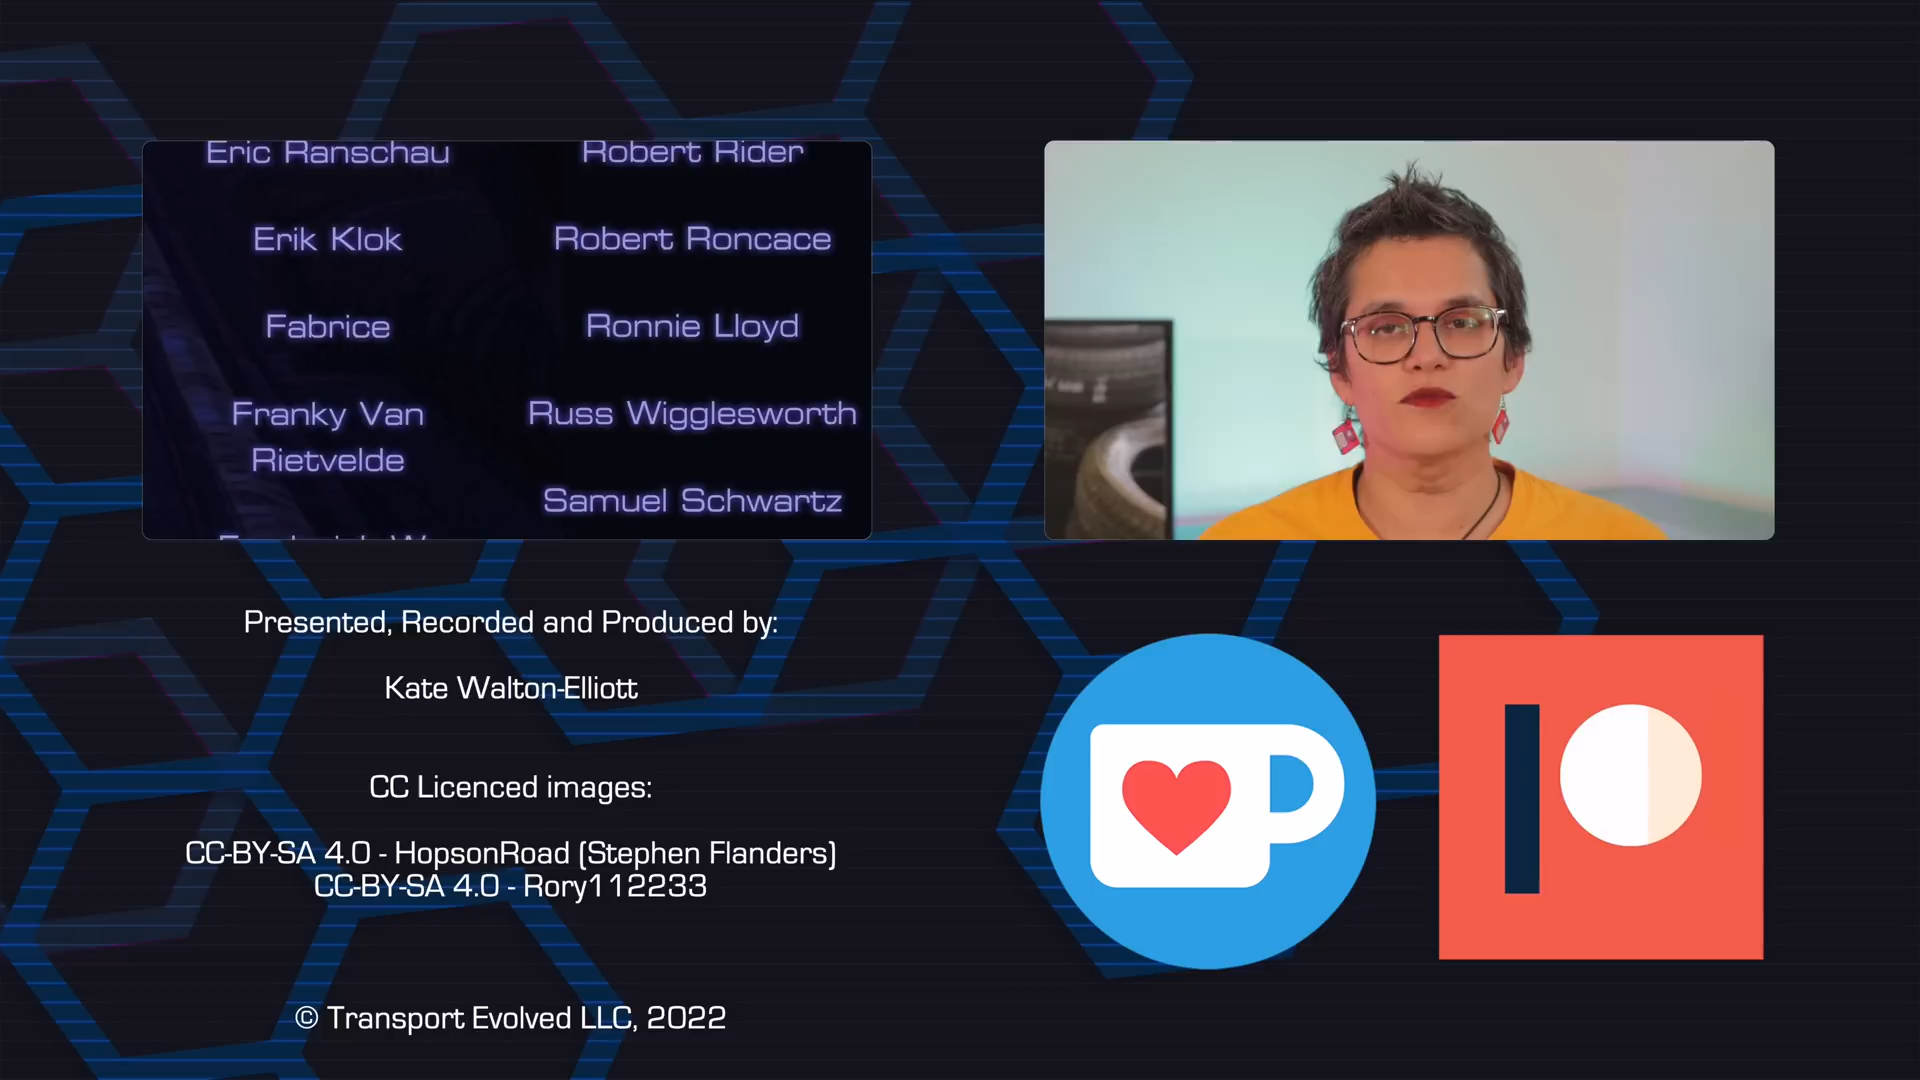 Eric Ranschau
Erik Klok
Fabrice
Franky Van
Rietvelde
Robert Rider
Robert Roncace
Ronnie Lloyd
Russ Wigglesworth
Samuel Schwartz
Presented, Recorded and Produced by:
Kate Walton-Elliott
CC Licenced images:
CC-BY-SA 4.0 - HopsonRoad (Stephen Flanders)
CC-BY-SA 4.0 - Rory112233
© Transport Evolved LLC, 2022